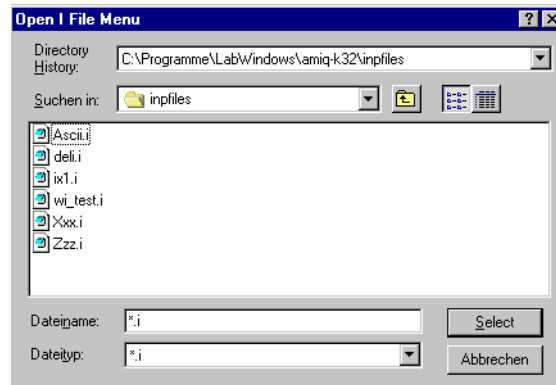 Open I File Menu
Directory
History:
C:\Programme\LabWindows\amiq-k32\inpfiles
Suchen in:
inpfiles
Ascii.i
deli.i
ix1.i
wi_test.i
Xxx.i
Zzz.i
Dateiname:
*.i
Select
Dateityp:
*.i
Abbrechen